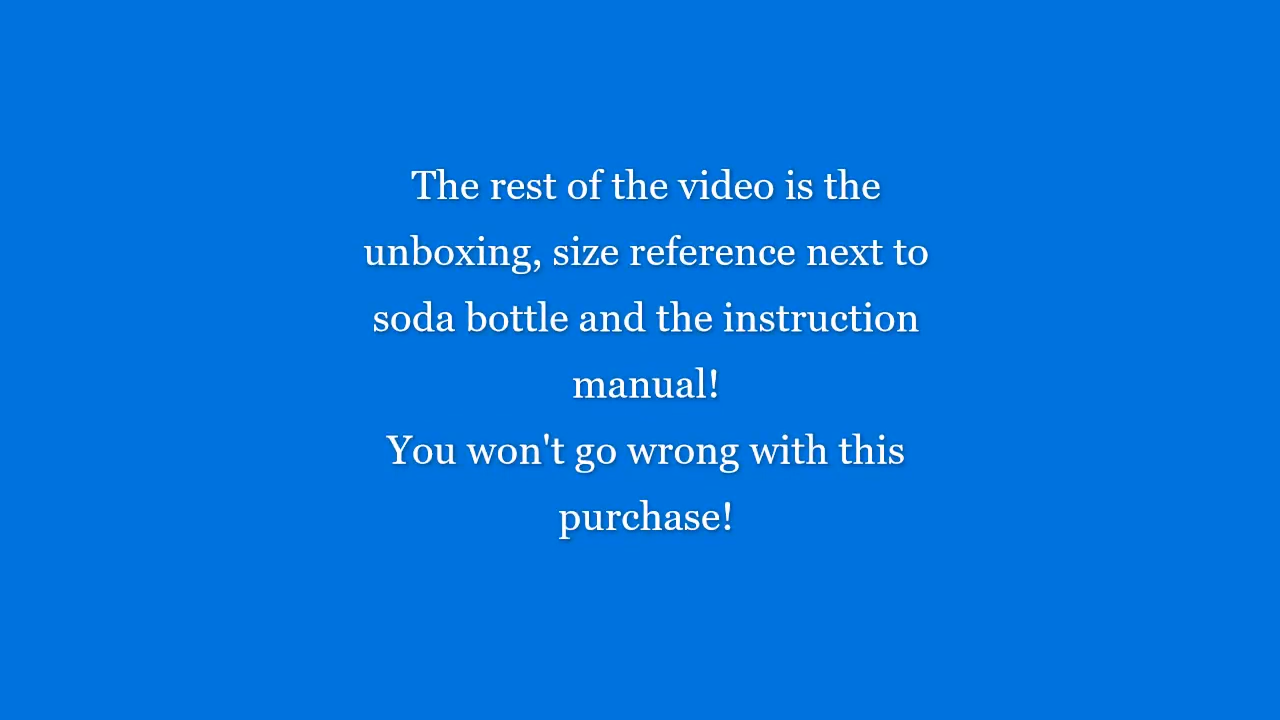 The rest of the video is the
unboxing, size reference next to
soda bottle and the instruction
manual!
You won't go wrong with this
purchase!